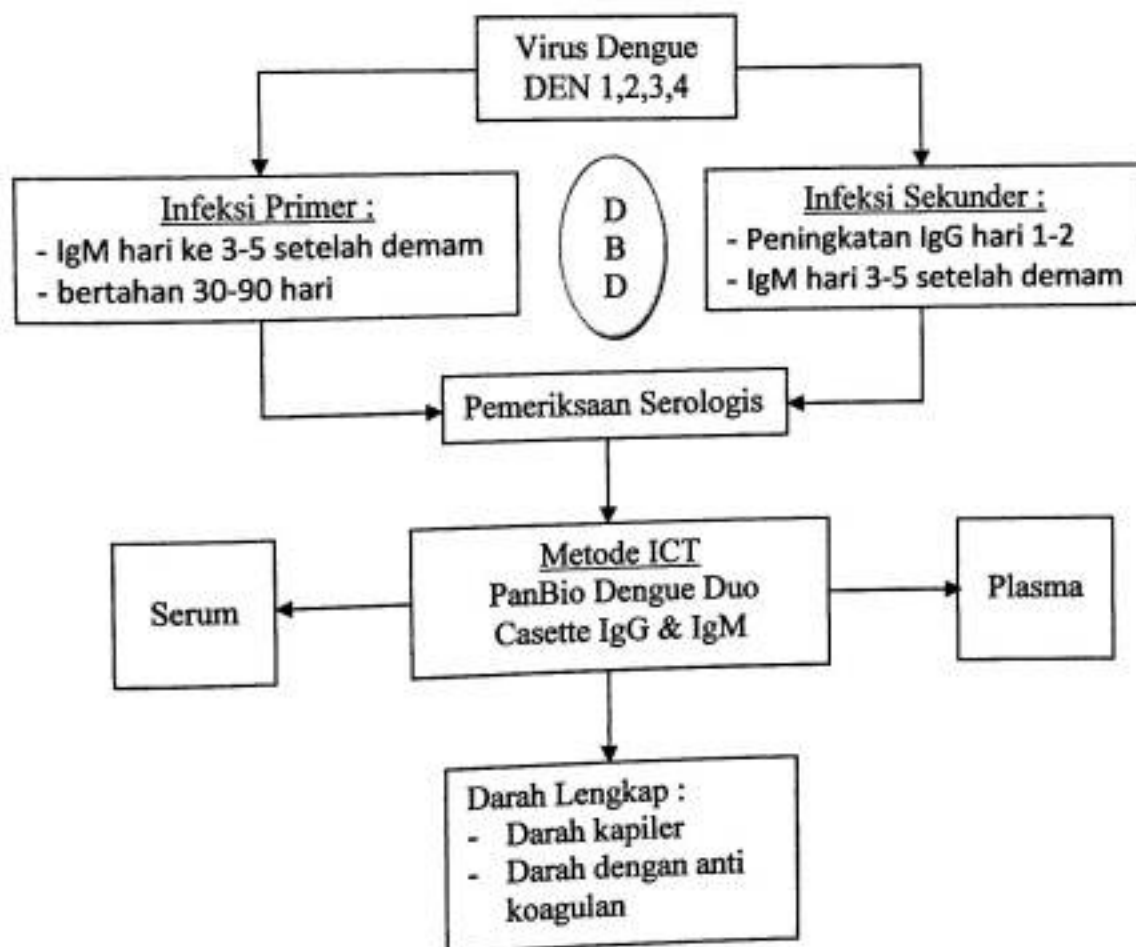 Virus Dengue
DEN 1,2,3,4
Infeksi Primer :
- IgM hari ke 3-5 setelah demam
- bertahan 30-90 hari
D
B
D
Infeksi Sekunder :
- Peningkatan IgG hari 1-2
- IgM hari 3-5 setelah demam
Pemeriksaan Serologis
Serum
Metode ICT
PanBio Dengue Duo
Casette IgG & IgM
Plasma
Darah Lengkap :
- Darah kapiler
- Darah dengan anti
koagulan